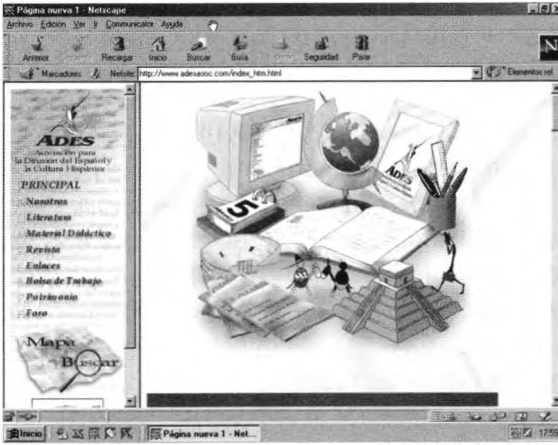 Página nueva 1 - Netscape
Archivo Edición Ver Ir Communicator Ayuda
Anterior Recargar Inicio Buscar Guía Seguridad Parar
Marcadores Netsite: http://www.adesasoc.com/index_htm.html Elementos rel
ADES
Asociación para
la Difusión del Español y
la Cultura Hispánica
PRINCIPAL
Nosotros
Literatura
Material Didáctico
Revista
Enlaces
Bolsa de Trabajo
Patrimonio
Foro
Mapa
Buscar
5
ADES
Inicio Página nueva 1 - Net... 17:59